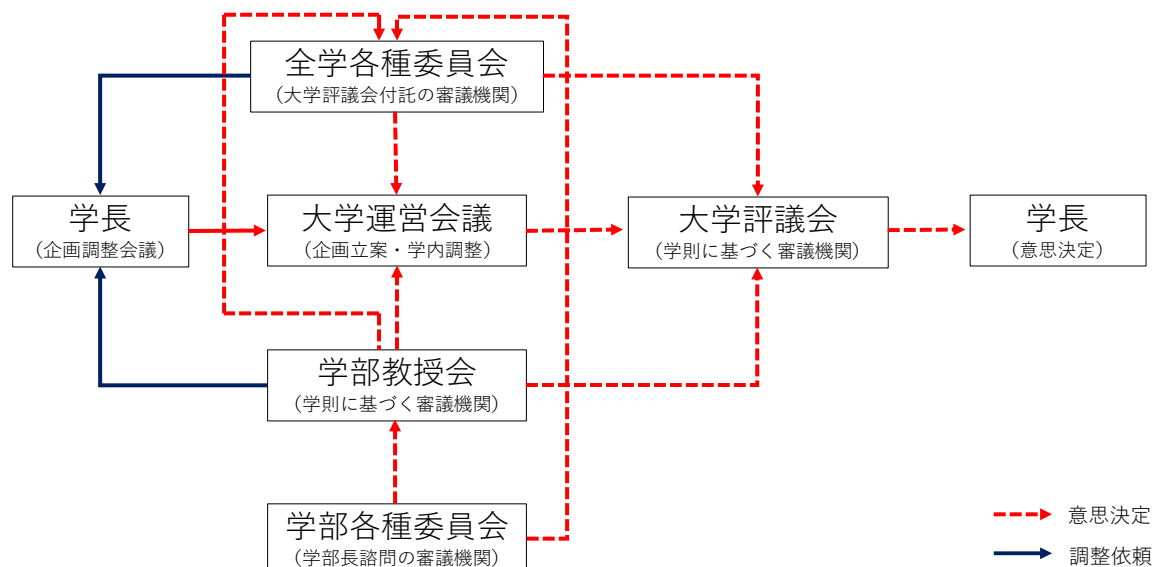 全学各種委員会
（大学評議会付託の審議機関）
学長
（企画調整会議）
大学運営会議
（企画立案・学内調整）
大学評議会
（学則に基づく審議機関）
学長
（意思決定）
学部教授会
（学則に基づく審議機関）
学部各種委員会
（学部長諮問の審議機関）
意思決定
調整依頼